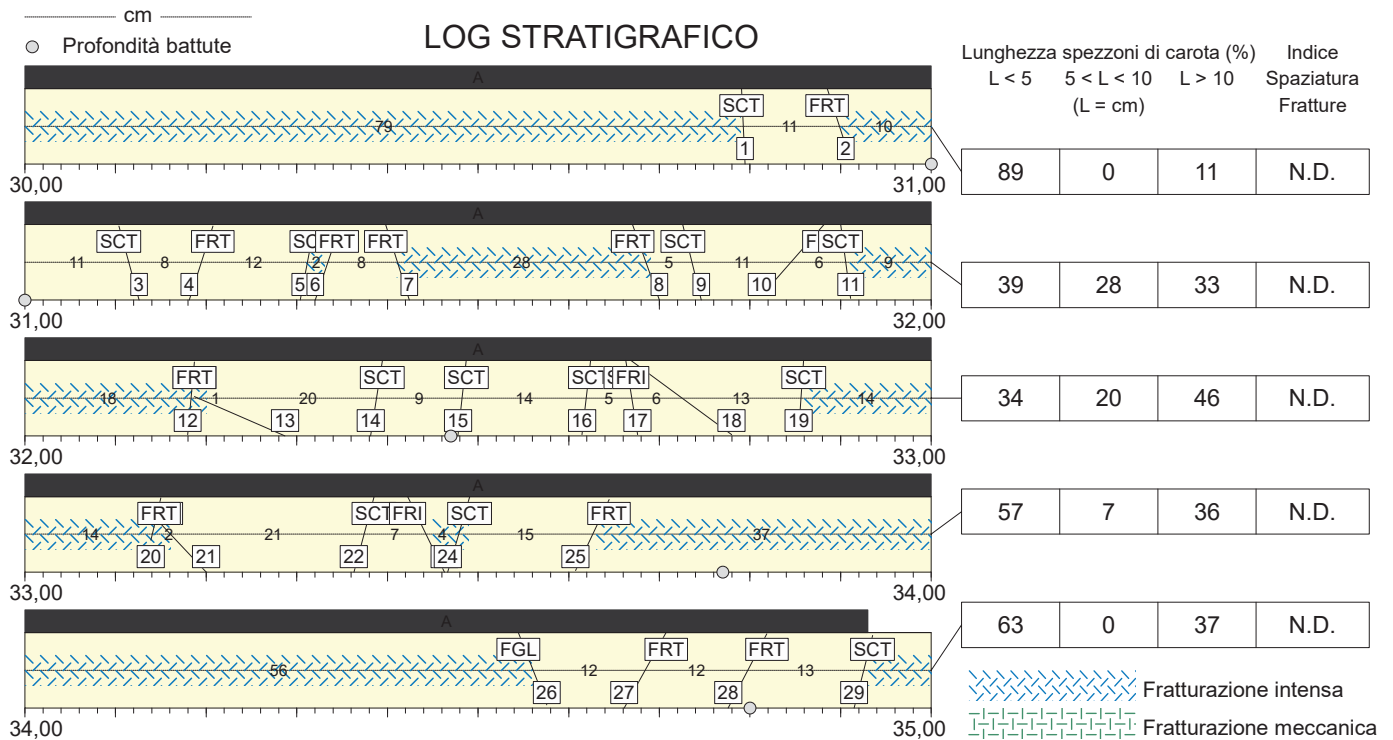 cm
Profondità battute
LOG STRATIGRAFICO
Lunghezza spezzoni di carota (%) Indice
L < 5 5 < L < 10 L > 10 Spaziatura
(L = cm) Fratture
A
SCT FRT
79 11 10
1 2
30,00 31,00
89 0 11 N.D.
A
SCT FRT SC FRT FRT FRT SCT F SCT
11 8 12 2 8 28 5 11 6 9
3 4 5 6 7 8 9 10 11
31,00 32,00
39 28 33 N.D.
A
FRT SCT SCT SCT FRI SCT
18 1 20 9 14 5 6 13 14
12 13 14 15 16 17 18 19
32,00 33,00
34 20 46 N.D.
A
FRT SCT FRI SCT FRT
14 2 21 7 4 15 37
20 21 22 24 25
33,00 34,00
57 7 36 N.D.
A
FGL FRT FRT SCT
56 12 12 13
26 27 28 29
34,00 35,00
63 0 37 N.D.
Fratturazione intensa
Fratturazione meccanica